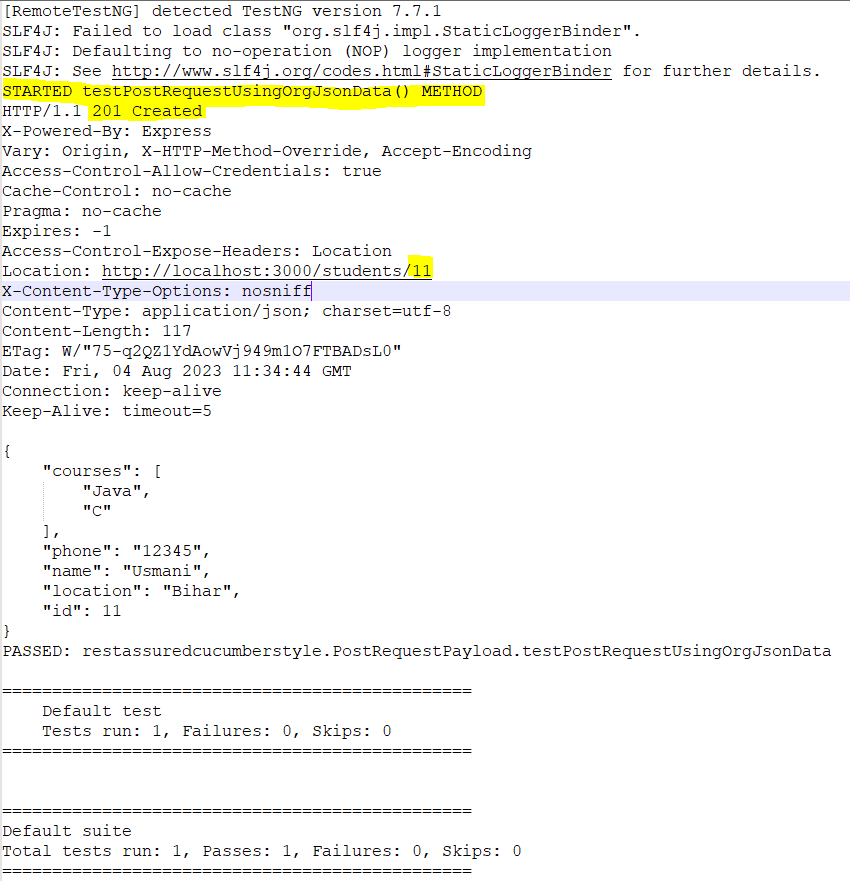 [RemoteTestNG] detected TestNG version 7.7.1
SLF4J: Failed to load class "org.slf4j.impl.StaticLoggerBinder".
SLF4J: Defaulting to no-operation (NOP) logger implementation
SLF4J: See http://www.slf4j.org/codes.html#StaticLoggerBinder for further details.
STARTED testPostRequestUsingOrgJsonData() METHOD
HTTP/1.1 201 Created
X-Powered-By: Express
Vary: Origin, X-HTTP-Method-Override, Accept-Encoding
Access-Control-Allow-Credentials: true
Cache-Control: no-cache
Pragma: no-cache
Expires: -1
Access-Control-Expose-Headers: Location
Location: http://localhost:3000/students/11
X-Content-Type-Options: nosniff
Content-Type: application/json; charset=utf-8
Content-Length: 117
ETag: W/"75-q2QZ1YdAowVj949m1O7FTBADsL0"
Date: Fri, 04 Aug 2023 11:34:44 GMT
Connection: keep-alive
Keep-Alive: timeout=5

{
    "courses": [
        "Java",
        "C"
    ],
    "phone": "12345",
    "name": "Usmani",
    "location": "Bihar",
    "id": 11
}
PASSED: restassuredcucumberstyle.PostRequestPayload.testPostRequestUsingOrgJsonData

===============================================
    Default test
    Tests run: 1, Failures: 0, Skips: 0
===============================================


===============================================
Default suite
Total tests run: 1, Passes: 1, Failures: 0, Skips: 0
===============================================